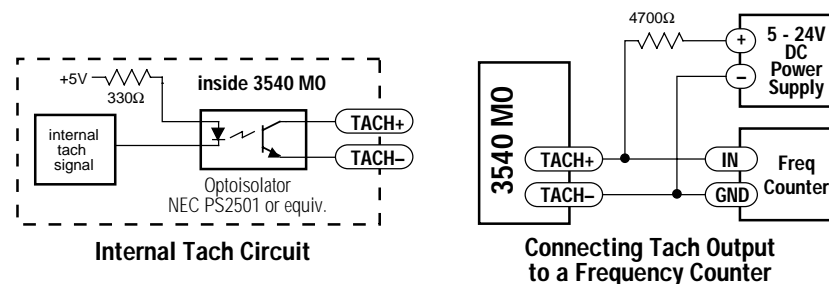 +5V
330Ω
inside 3540 MO
internal
tach
signal
TACH+
TACH–
Optoisolator
NEC PS2501 or equiv.
Internal Tach Circuit
4700Ω
+
–
5 - 24V
DC
Power
Supply
3540 MO
TACH+
TACH–
IN
GND
Freq
Counter
Connecting Tach Output
to a Frequency Counter